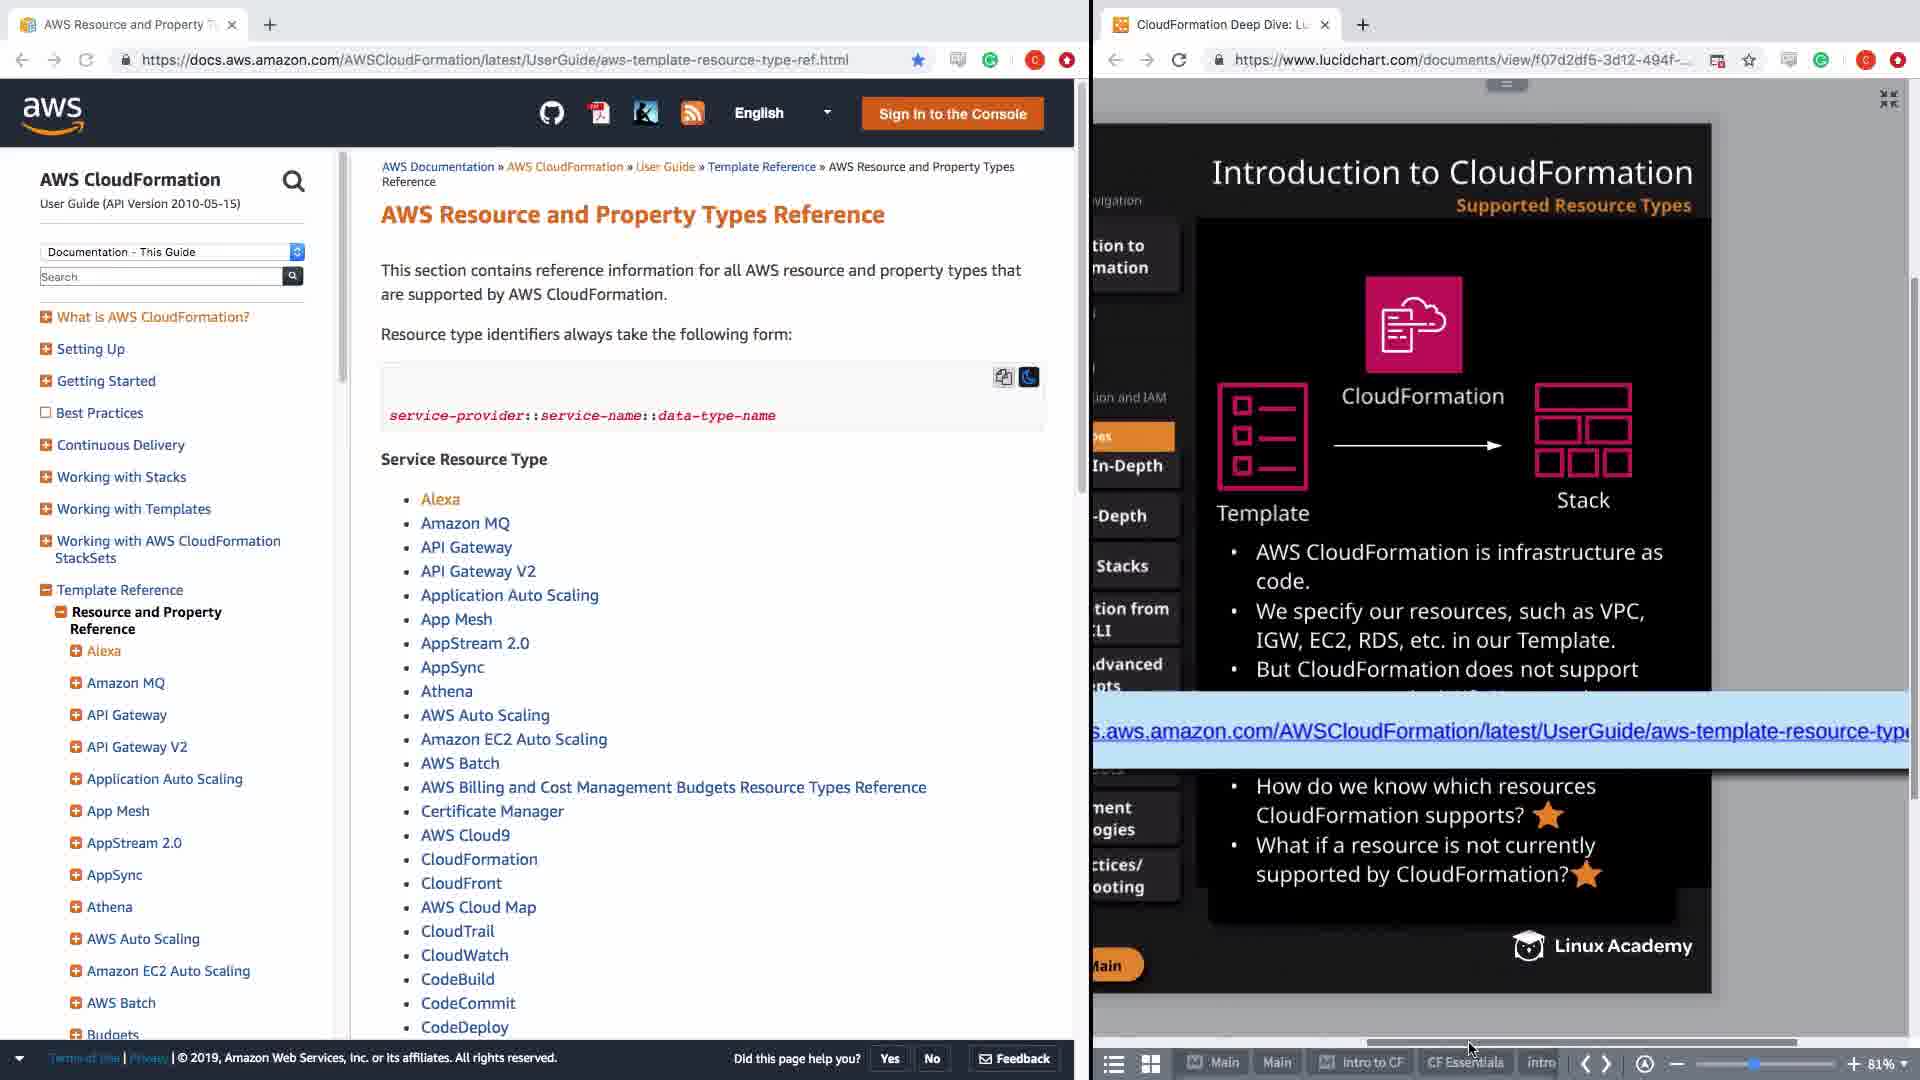 AWS Resource and Property T
https://docs.aws.amazon.com/AWSCloudFormation/latest/UserGuide/aws-template-resource-type-ref.html
aws
English
Sign In to the Console
AWS CloudFormation
User Guide (API Version 2010-05-15)
Documentation - This Guide
Search
What is AWS CloudFormation?
Setting Up
Getting Started
Best Practices
Continuous Delivery
Working with Stacks
Working with Templates
Working with AWS CloudFormation
StackSets
Template Reference
Resource and Property
Reference
Alexa
Amazon MQ
API Gateway
API Gateway V2
Application Auto Scaling
App Mesh
AppStream 2.0
AppSync
Athena
AWS Auto Scaling
Amazon EC2 Auto Scaling
AWS Batch
Budgets
AWS Documentation » AWS CloudFormation » User Guide » Template Reference » AWS Resource and Property Types
Reference
AWS Resource and Property Types Reference
This section contains reference information for all AWS resource and property types that
are supported by AWS CloudFormation.
Resource type identifiers always take the following form:
service-provider::service-name::data-type-name
Service Resource Type
• Alexa
• Amazon MQ
• API Gateway
• API Gateway V2
• Application Auto Scaling
• App Mesh
• AppStream 2.0
• AppSync
• Athena
• AWS Auto Scaling
• Amazon EC2 Auto Scaling
• AWS Batch
• AWS Billing and Cost Management Budgets Resource Types Reference
• Certificate Manager
• AWS Cloud9
• CloudFormation
• CloudFront
• AWS Cloud Map
• CloudTrail
• CloudWatch
• CodeBuild
• CodeCommit
• CodeDeploy
Terms of Use | Privacy | © 2019, Amazon Web Services, Inc. or its affiliates. All rights reserved.
Did this page help you? Yes No Feedback
CloudFormation Deep Dive: Lu
https://www.lucidchart.com/documents/view/f07d2df5-3d12-494f-...
Introduction to CloudFormation
Supported Resource Types
vigation
tion to
mation
ion and IAM
pes
In-Depth
-Depth
Stacks
tion from
CLI
Advanced
pts
ment
ogies
ctices/
ooting
Main
CloudFormation
Template
Stack
• AWS CloudFormation is infrastructure as
code.
• We specify our resources, such as VPC,
IGW, EC2, RDS, etc. in our Template.
• But CloudFormation does not support
s.aws.amazon.com/AWSCloudFormation/latest/UserGuide/aws-template-resource-type
• How do we know which resources
CloudFormation supports?
• What if a resource is not currently
supported by CloudFormation?
Linux Academy
Main Main Intro to CF CF Essentials intro
81%